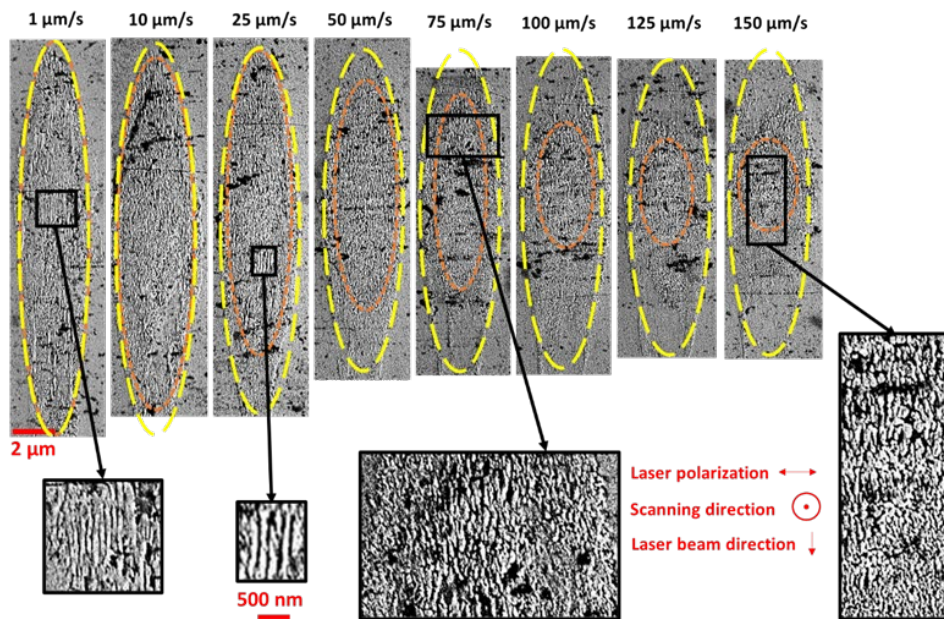 1 µm/s 10 µm/s 25 µm/s 50 µm/s 75 µm/s 100 µm/s 125 µm/s 150 µm/s
2 µm
500 nm
Laser polarization
Scanning direction
Laser beam direction